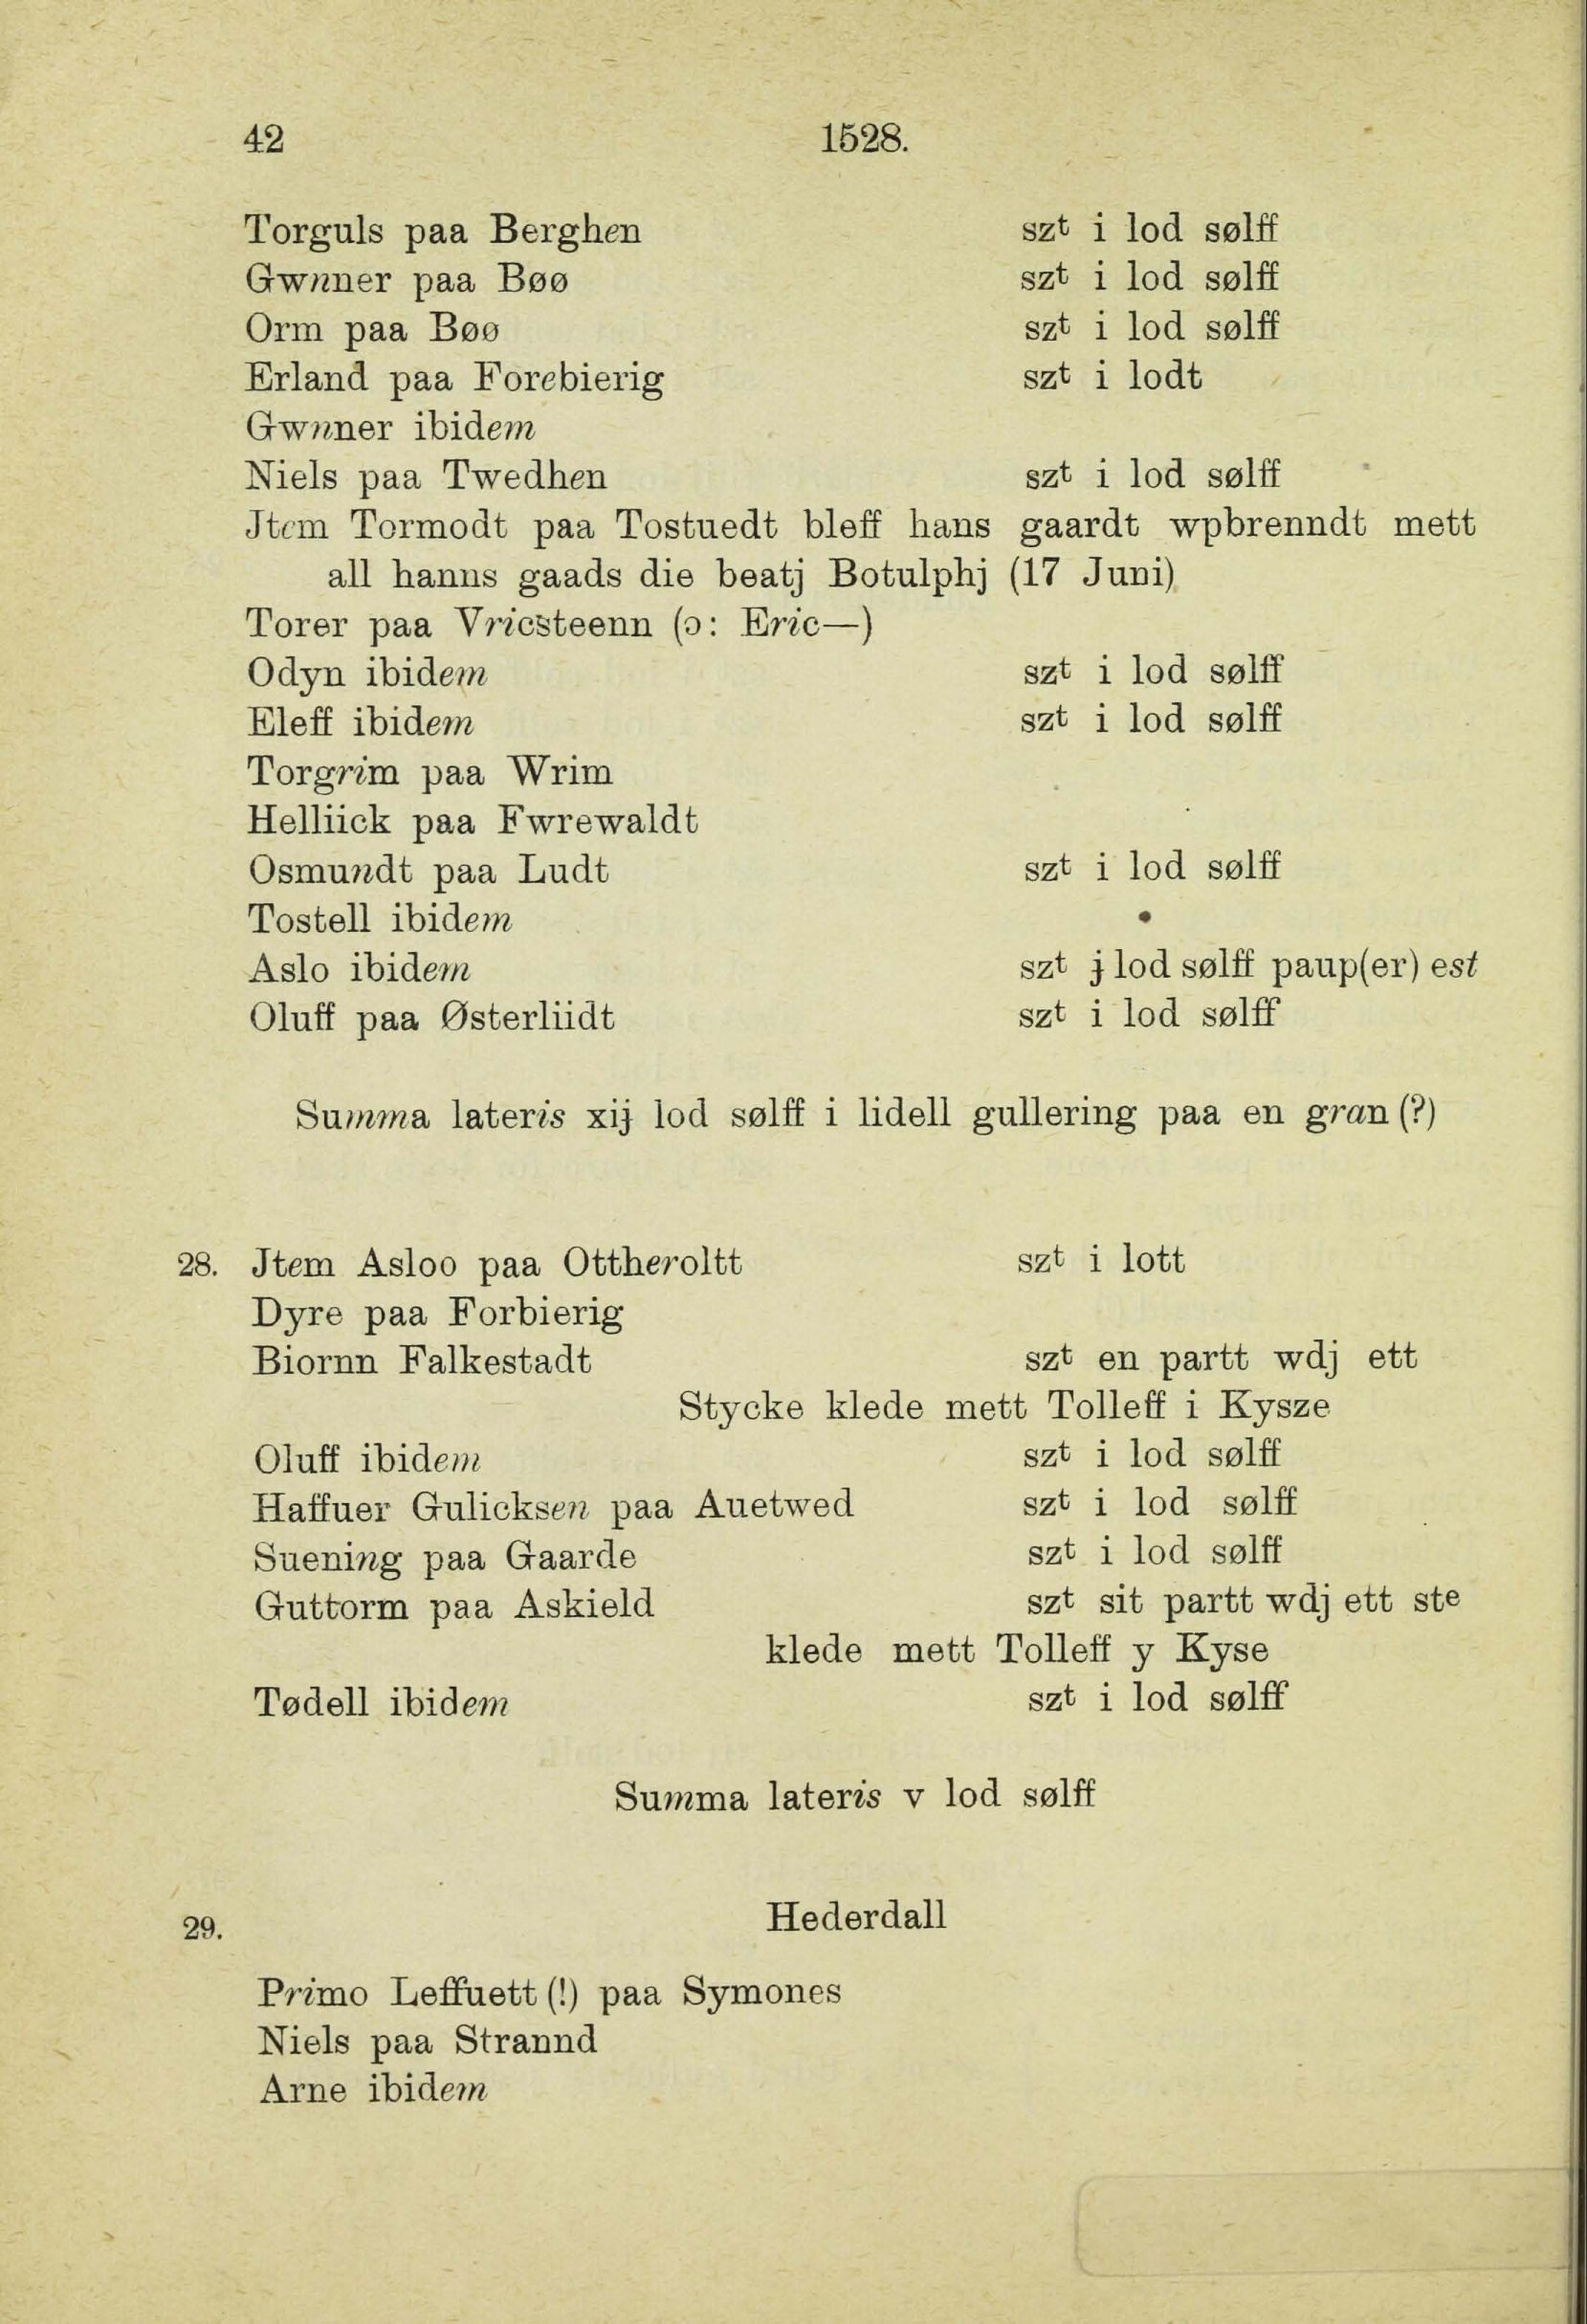 42 1528.
Torguls paa Berghen szt i lod sølff
Gwnner paa Bøø szt i lod sølff
Orm paa Bøø szt i lod sølff
Erland paa Forebierig szt i lodt
Gwnner ibidem
Niels paa Twedhen szt i lod sølff
Jtem Tormodt paa Tostuedt bleff hans gaardt wpbrenndt mett
all hanns gaads die beatj Botulphj (17 Juni)
Torer paa Vricsteenn (ɔ: Eric—)
Odyn ibidem szt i lod sølff
Eleff ibidem szt i lod sølff
Torgrim paa Wrim
Helliick paa Fwrewaldt
Osmundt paa Ludt szt i lod sølff
Tostell ibidem
Aslo ibidem szt ɉ lod sølff paup(er) est
Oluff paa Østerliidt szt i lod sølff
Summa lateris xiɉ lod sølff i lidell gullering paa en gran (?)
28. Jtem Asloo paa Ottheroltt szt i lott
Dyre paa Forbierig
Biornn Falkestadt szt en partt wdj ett
Stycke klede mett Tolleff i Kysze
Oluff ibidem szt i lod sølff
Haffuer Gulicksen paa Auetwed szt i lod sølff
Suening paa Gaarde szt i lod sølff
Guttorm paa Askield szt sit partt wdj ett ste
klede mett Tolleff y Kyse
Tødell ibidem szt i lod sølff
Summa lateris v lod sølff
29. Hederdall
Primo Leffuett (!) paa Symones
Niels paa Strannd
Arne ibidem